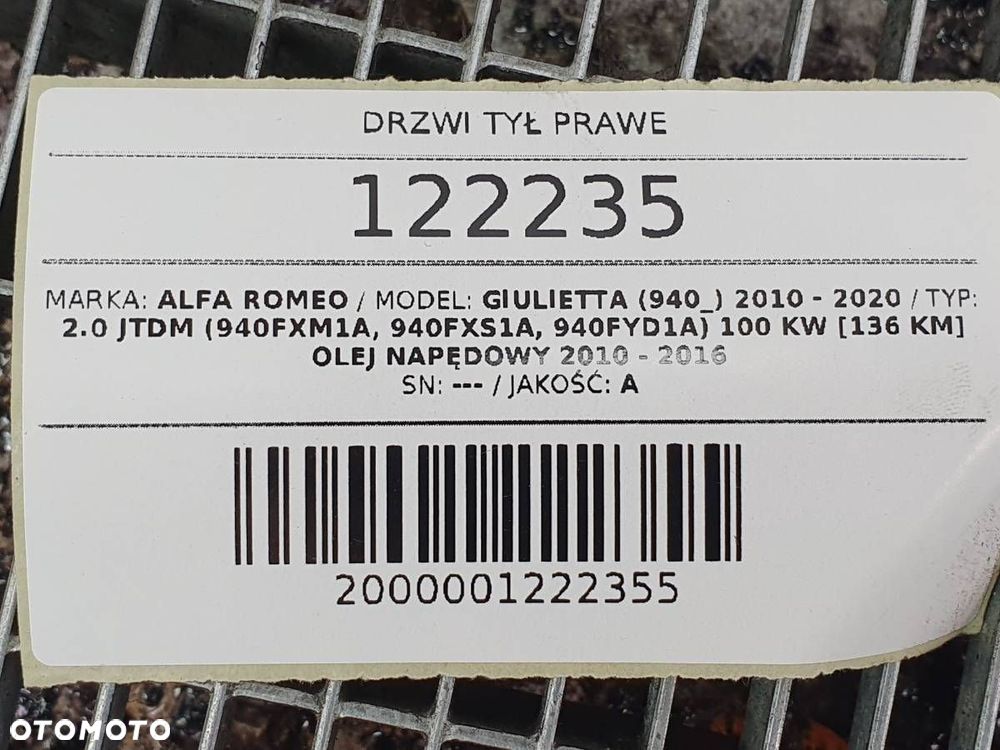 DRZWI TYŁ PRAWE
122235
MARKA: ALFA ROMEO / MODEL: GIULIETTA (940_) 2010 - 2020 / TYP:
2.0 JTDM (940FXM1A, 940FXS1A, 940FYD1A) 100 KW [136 KM]
OLEJ NAPĘDOWY 2010 - 2016
SN: --- / JAKOŚĆ: A
2000001222355
OTOMOTO